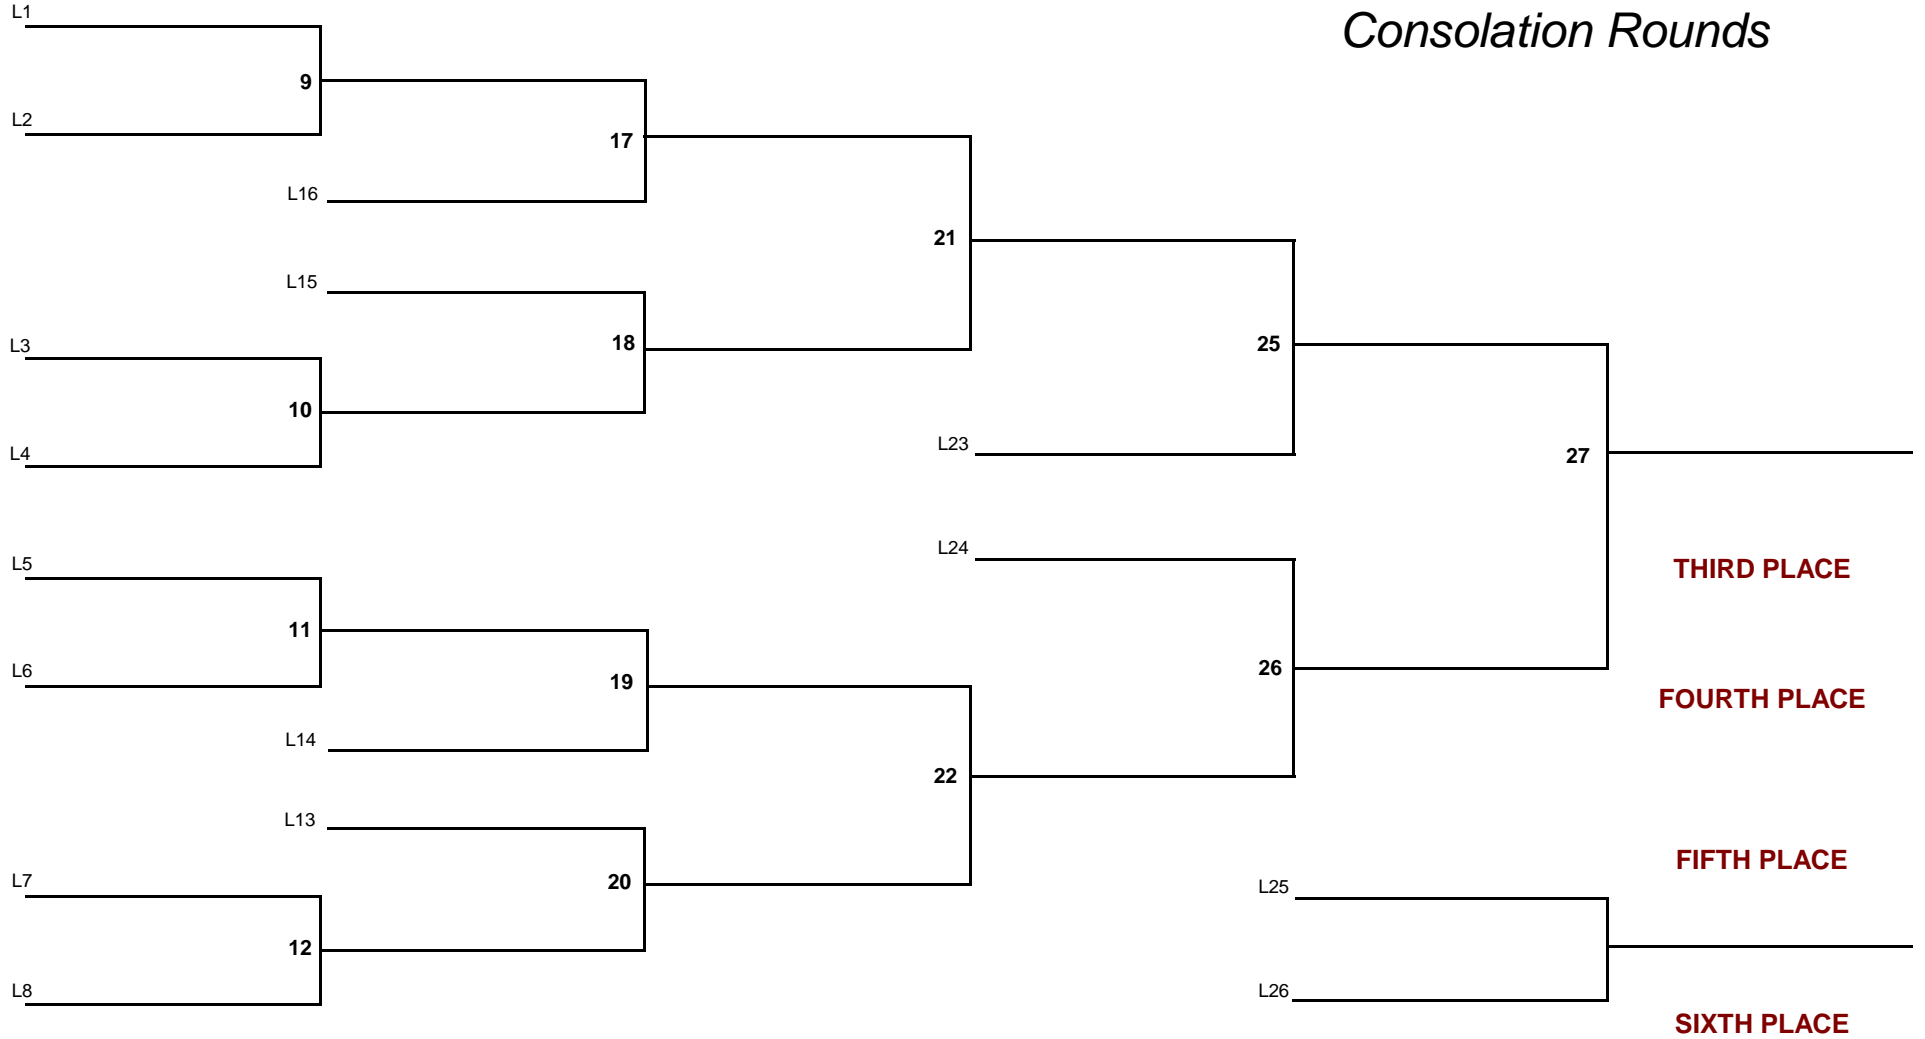 Consolation Rounds
L1
9
L2
17
L16
21
L15
18
L3
10
L4
25
L23
27
L5
11
L6
19
L14
L24
26
22
L13
20
L7
12
L8
THIRD PLACE
FOURTH PLACE
FIFTH PLACE
L25
L26
SIXTH PLACE